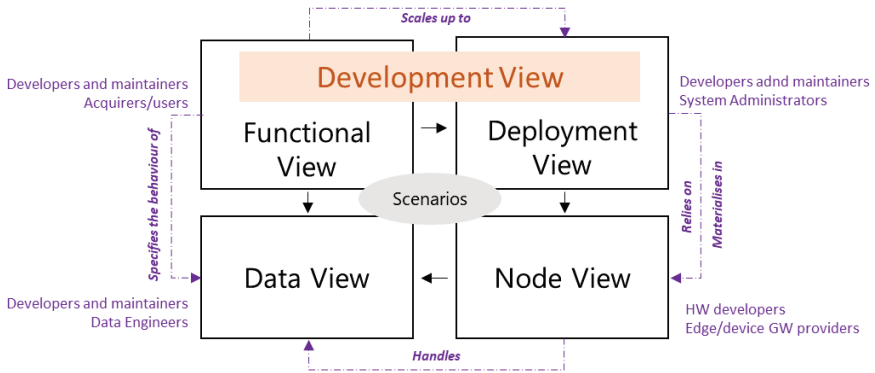 Scales up to
Development View
Developers and maintainers
Acquirers/users
Developers adnd maintainers
System Administrators
Functional
View
Deployment
View
Scenarios
Specifies the behaviour of
Relies on
Materialises in
Data View
Node View
Developers and maintainers
Data Engineers
HW developers
Edge/device GW providers
Handles